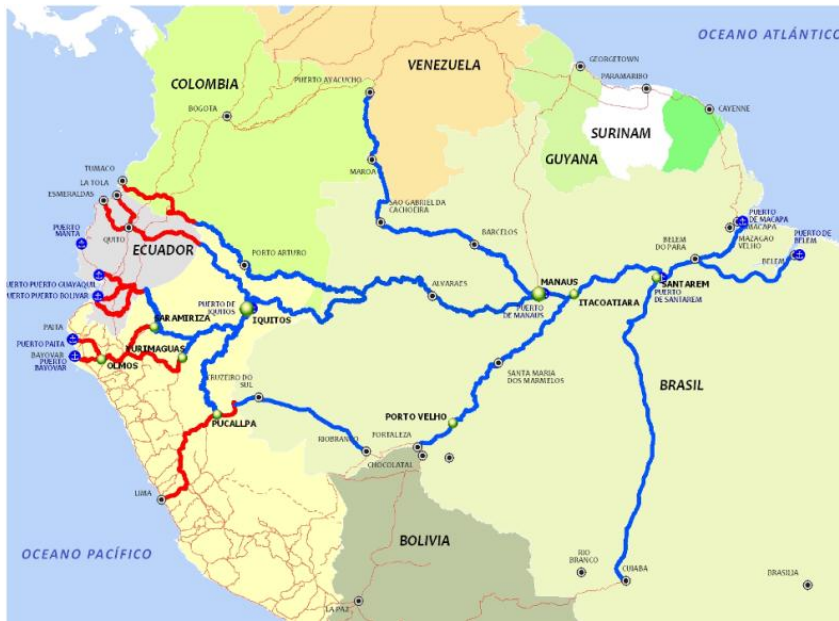 OCEANO ATLÁNTICO
VENEZUELA
GEORGETOWN
PARAMARIBO
COLOMBIA
PUERTO AYACUCHO
BOGOTA
CAYENNE
SURINAM
GUYANA
MAROA
TUMACO
LA TOLA
ESMERALDAS
SAO GABRIEL DA
CACHOEIRA
PUERTO
MANTA
QUITO
BARCELOS
PUERTO
DE MACAPA
MACAPA
MAZAGAO
VELHO
PUERTO DE
BELEM
BELEM
BELEM
DO PARA
ECUADOR
PORTO ARTURO
PUERTO GUAYAQUIL
PUERTO BOLIVAR
ALVARAES
MANAUS
PUERTO
DE MANAUS
ITACOATIARA
SANTAREM
PUERTO
DE SANTAREM
SARAMIRIZA
PUERTO DE
IQUITOS
IQUITOS
PAITA
PUERTO PAITA
BAYOVAR
PUERTO
BAYOVAR
OLMOS
YURIMAGUAS
CRUZEIRO DO
SUL
SANTA MARIA
DOS MARMELOS
BRASIL
PUCALLPA
RIOBRANCO
PORTO VELHO
FORTALEZA
CHOCOLATAL
LIMA
OCEANO PACÍFICO
BOLIVIA
RIO
BRANCO
CUIABA
BRASILIA
LA PAZ